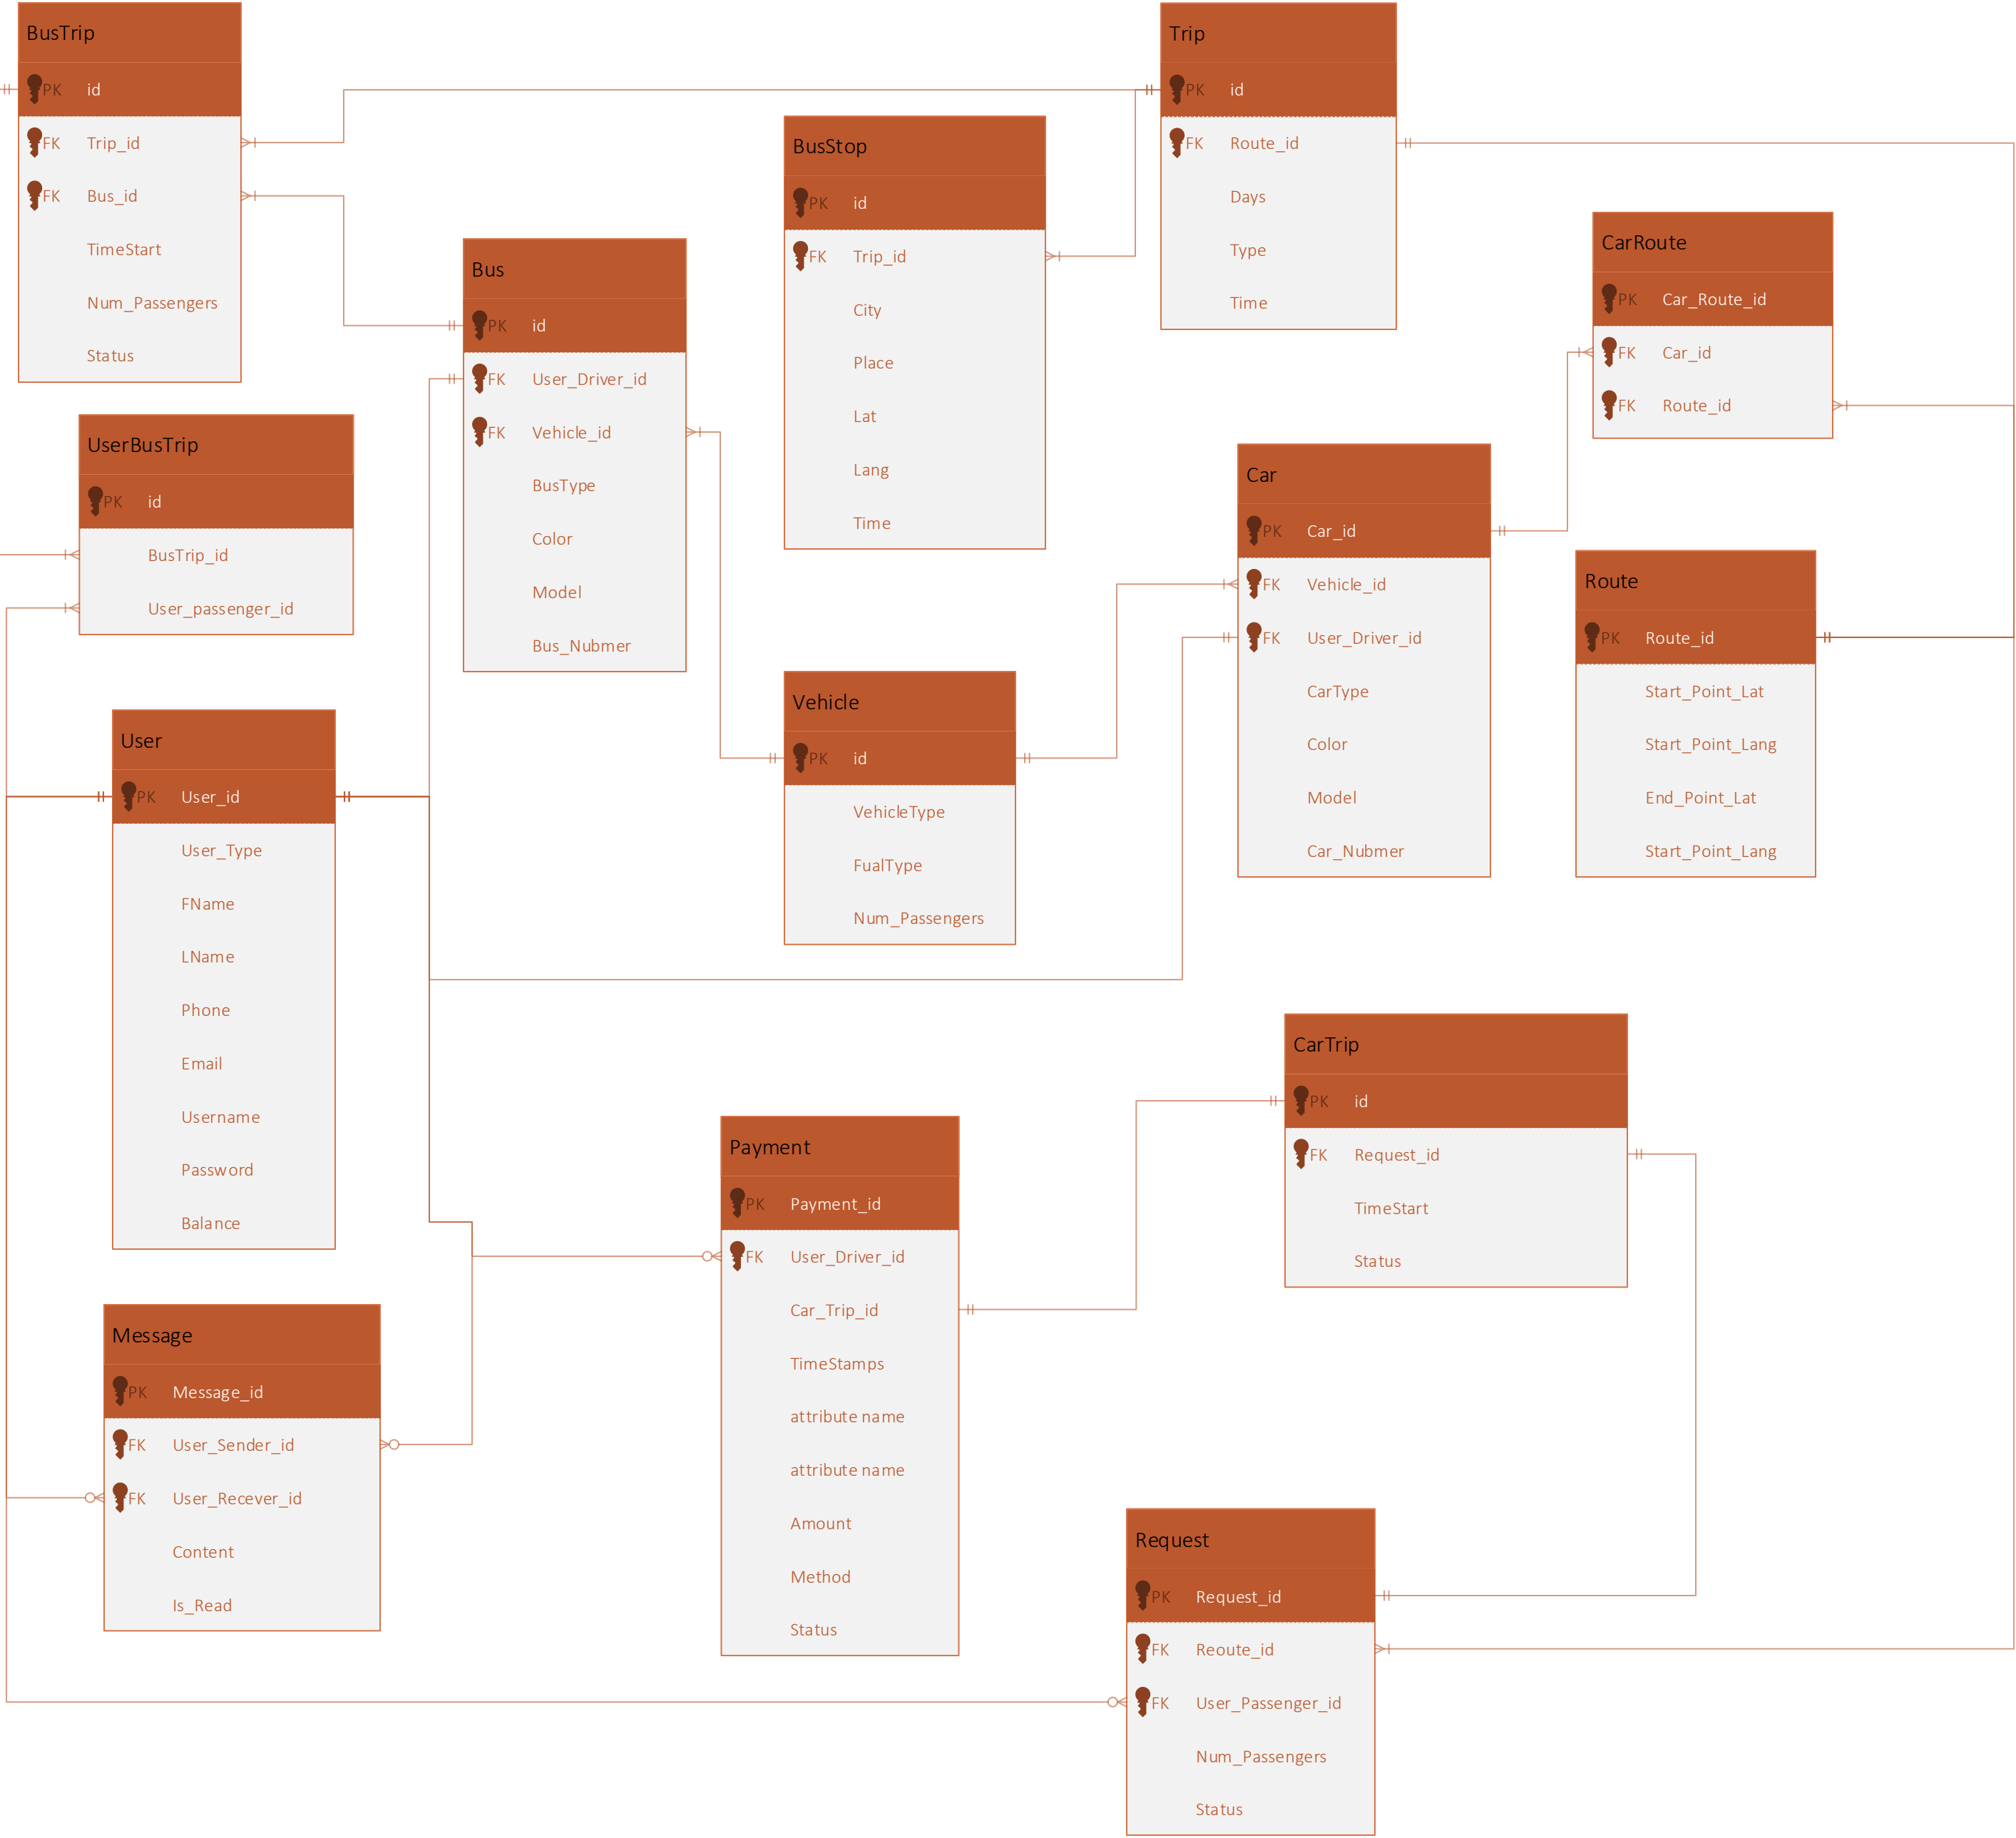 BusTrip
PK id
FK Trip_id
FK Bus_id
TimeStart
Num_Passengers
Status
Trip
PK id
FK Route_id
Days
Type
Time
BusStop
PK id
FK Trip_id
City
Place
Lat
Lang
Time
CarRoute
PK Car_Route_id
FK Car_id
FK Route_id
Bus
PK id
FK User_Driver_id
FK Vehicle_id
BusType
Color
Model
Bus_Nubmer
UserBusTrip
PK id
BusTrip_id
User_passenger_id
Car
PK Car_id
FK Vehicle_id
FK User_Driver_id
CarType
Color
Model
Car_Nubmer
Route
PK Route_id
Start_Point_Lat
Start_Point_Lang
End_Point_Lat
Start_Point_Lang
Vehicle
PK id
VehicleType
FualType
Num_Passengers
User
PK User_id
User_Type
FName
LName
Phone
Email
Username
Password
Balance
CarTrip
PK id
FK Request_id
TimeStart
Status
Payment
PK Payment_id
FK User_Driver_id
Car_Trip_id
TimeStamps
attribute name
attribute name
Amount
Method
Status
Message
PK Message_id
FK User_Sender_id
FK User_Recever_id
Content
Is_Read
Request
PK Request_id
FK Reoute_id
FK User_Passenger_id
Num_Passengers
Status